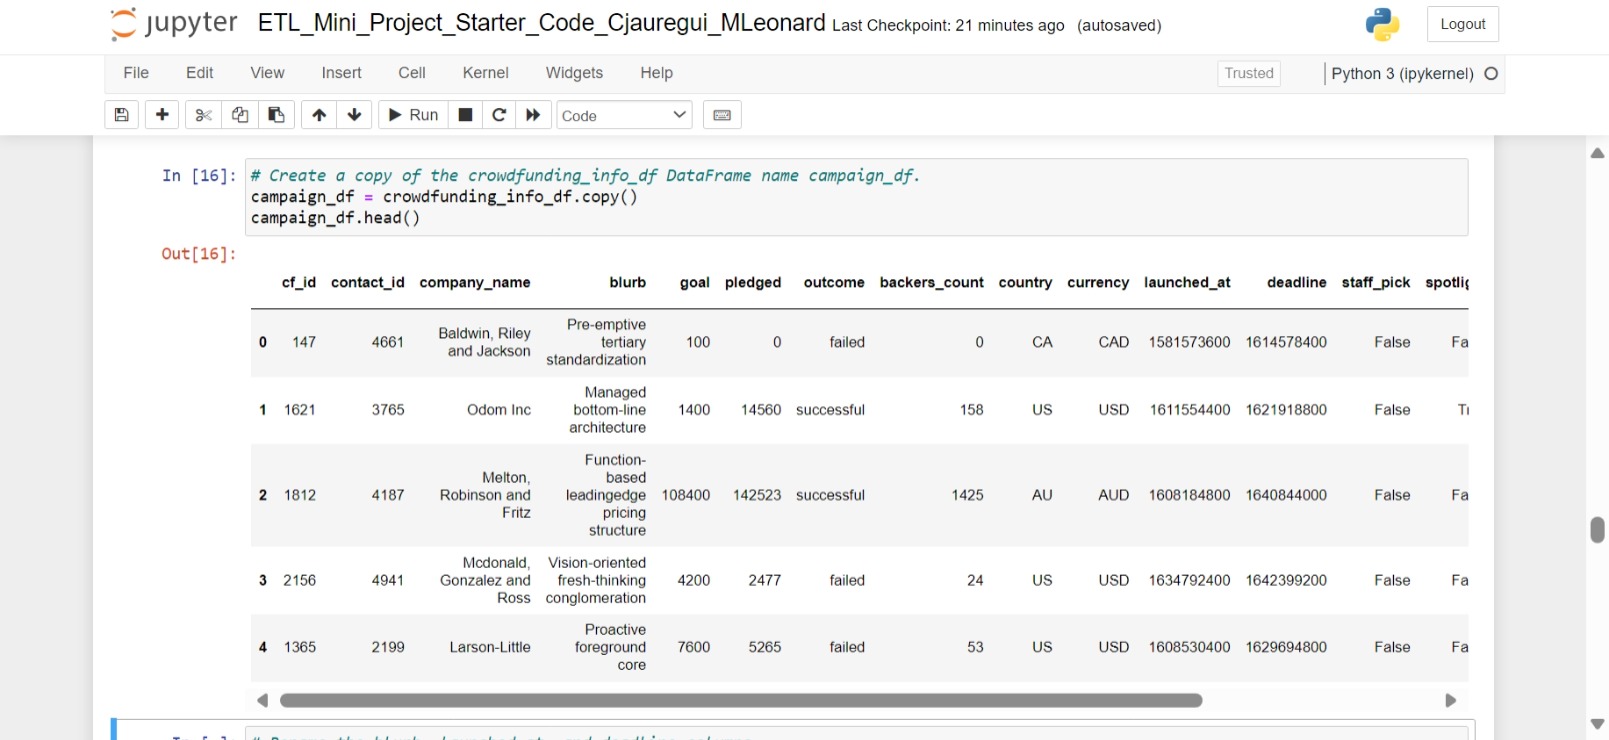 jupyter ETL_Mini_Project_Starter_Code_Cjauregui_MLeonard Last Checkpoint: 21 minutes ago (autosaved) Logout
File Edit View Insert Cell Kernel Widgets Help Trusted Python 3 (ipykernel)
Run Code
In [16]: # Create a copy of the crowdfunding_info_df DataFrame name campaign_df.
campaign_df = crowdfunding_info_df.copy()
campaign_df.head()
Out[16]:
cf_id contact_id company_name blurb goal pledged outcome backers_count country currency launched_at deadline staff_pick spotlig
Pre-emptive
Baldwin, Riley
0 147 4661 tertiary 100 0 failed 0 CA CAD 1581573600 1614578400 False Fa
and Jackson
standardization
Managed
1 1621 3765 Odom Inc bottom-line 1400 14560 successful 158 US USD 1611554400 1621918800 False Tr
architecture
Function-
Melton, based
2 1812 4187 Robinson and leadingedge 108400 142523 successful 1425 AU AUD 1608184800 1640844000 False Fa
Fritz pricing
structure
Mcdonald, Vision-oriented
3 2156 4941 Gonzalez and fresh-thinking 4200 2477 failed 24 US USD 1634792400 1642399200 False Fa
Ross conglomeration
Proactive
4 1365 2199 Larson-Little foreground 7600 5265 failed 53 US USD 1608530400 1629694800 False Fa
core